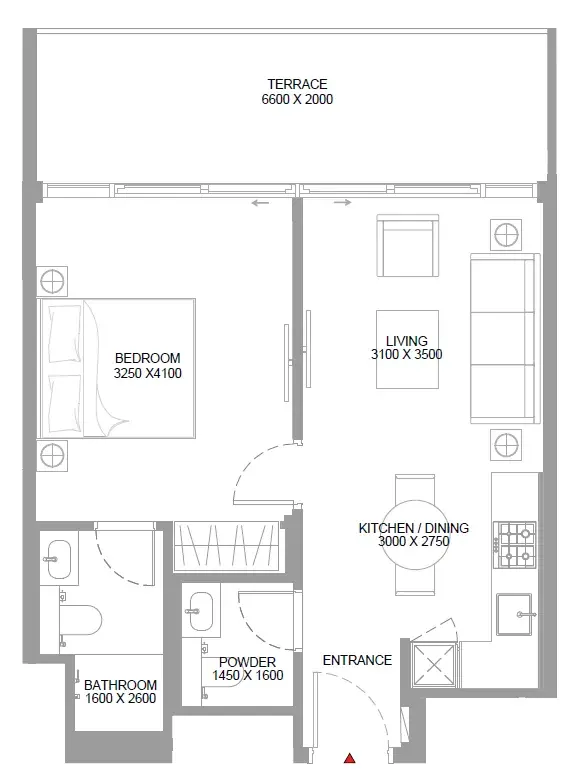 TERRACE
6600 X 2000
BEDROOM
3250 X4100
LIVING
3100 X 3500
KITCHEN / DINING
3000 X 2750
POWDER
1450 X 1600
ENTRANCE
BATHROOM
1600 X 2600